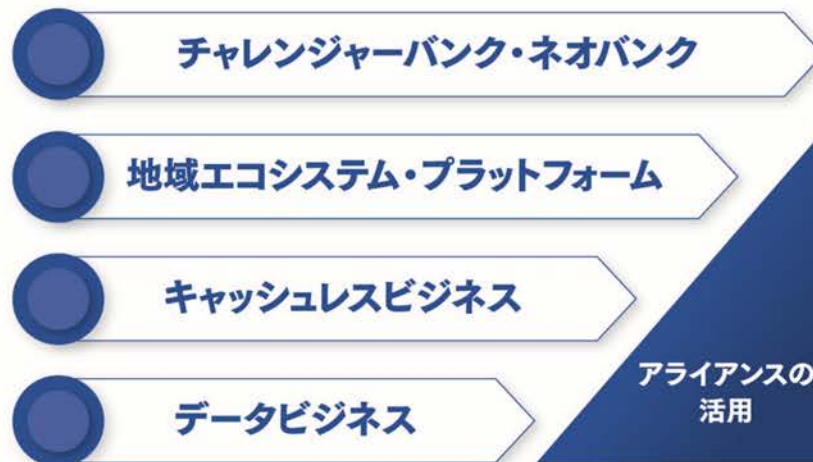 チャレンジャーバンク・ネオバンク
地域エコシステム・プラットフォーム
キャッシュレスビジネス
データビジネス
アライアンスの
活用